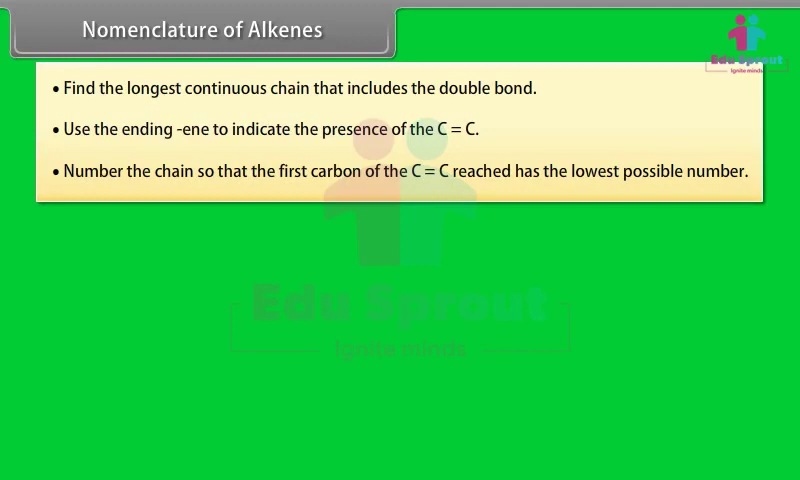 Nomenclature of Alkenes
Edu Sprout
Ignite minds
• Find the longest continuous chain that includes the double bond.
• Use the ending -ene to indicate the presence of the C = C.
• Number the chain so that the first carbon of the C = C reached has the lowest possible number.
Edu Sprout
Ignite minds